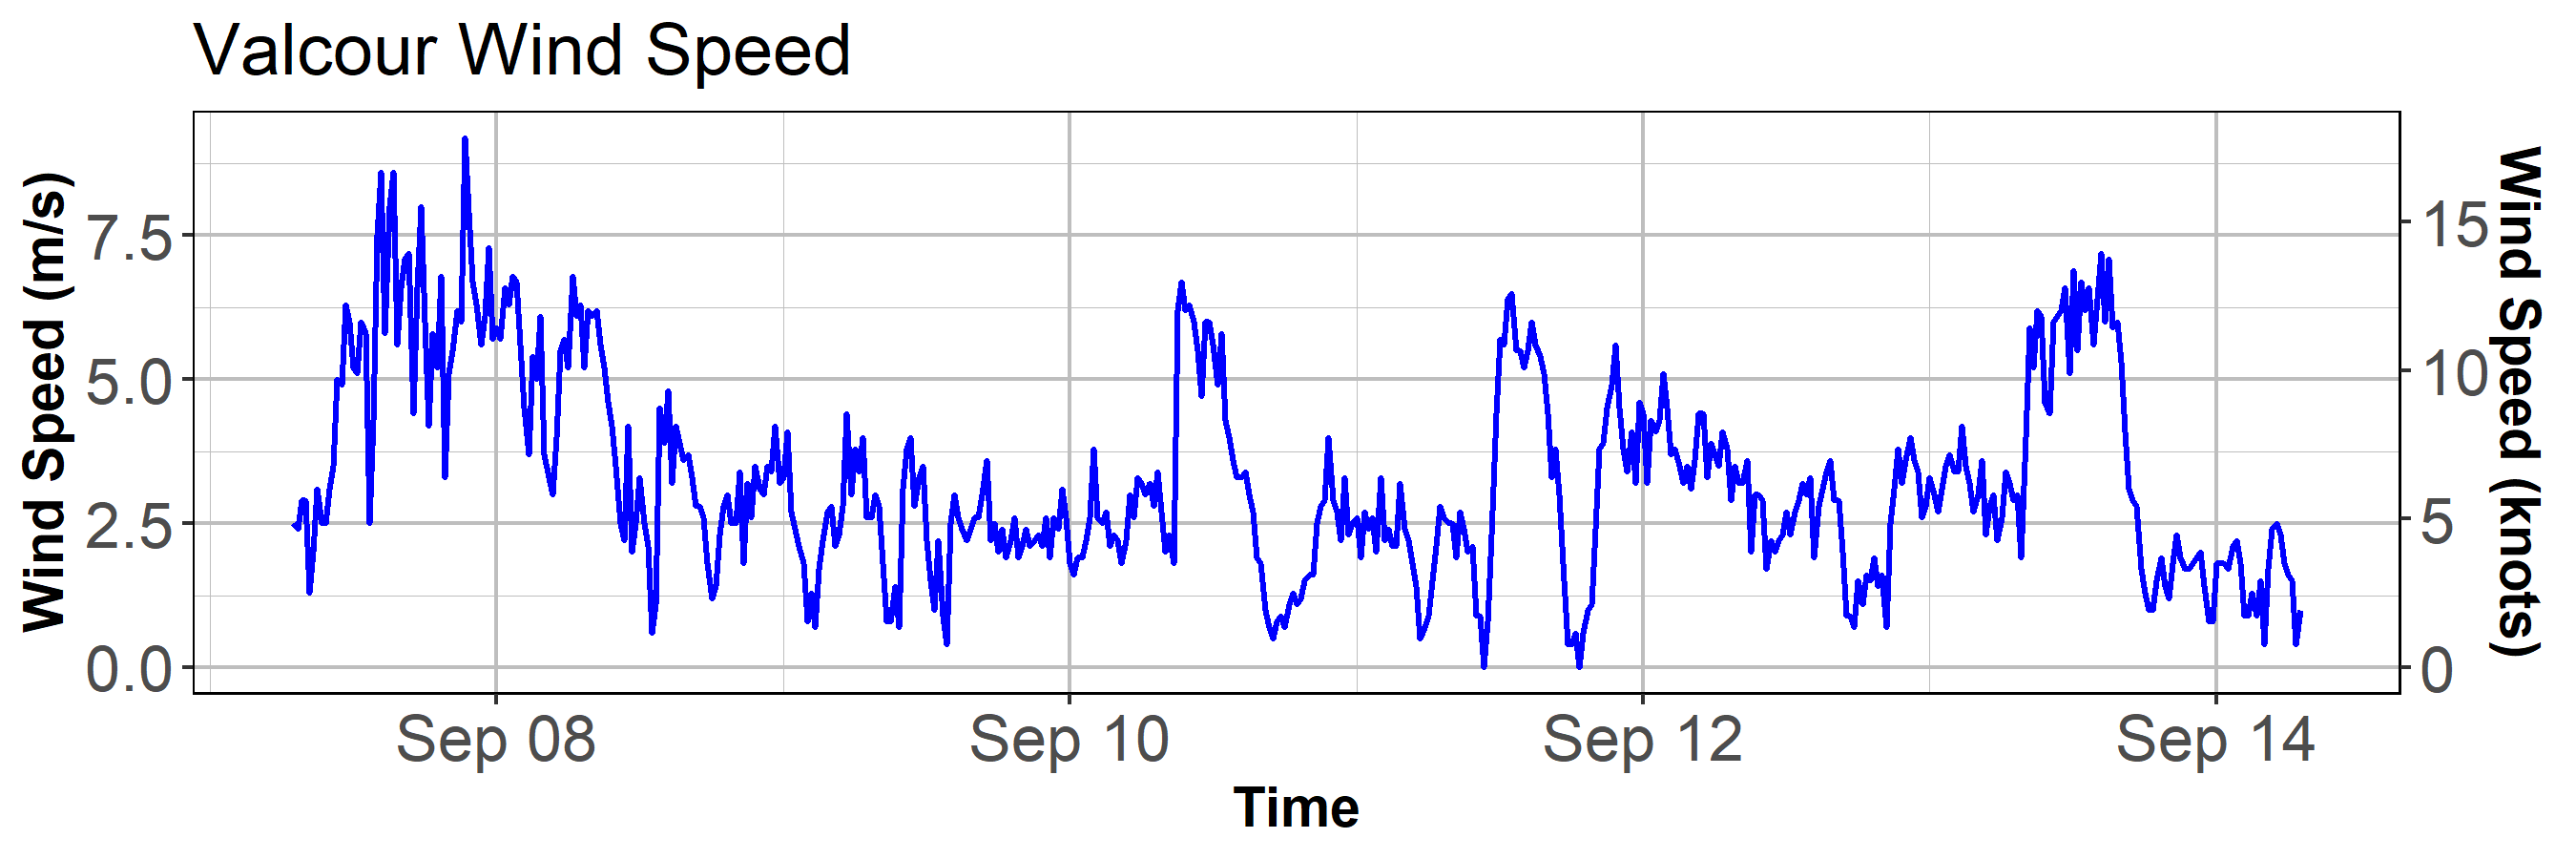 Valcour Wind Speed
Wind Speed (m/s)
7.5
5.0
2.5
0.0
15
10
5
0
Wind Speed (knots)
Sep 08
Sep 10
Sep 12
Sep 14
Time